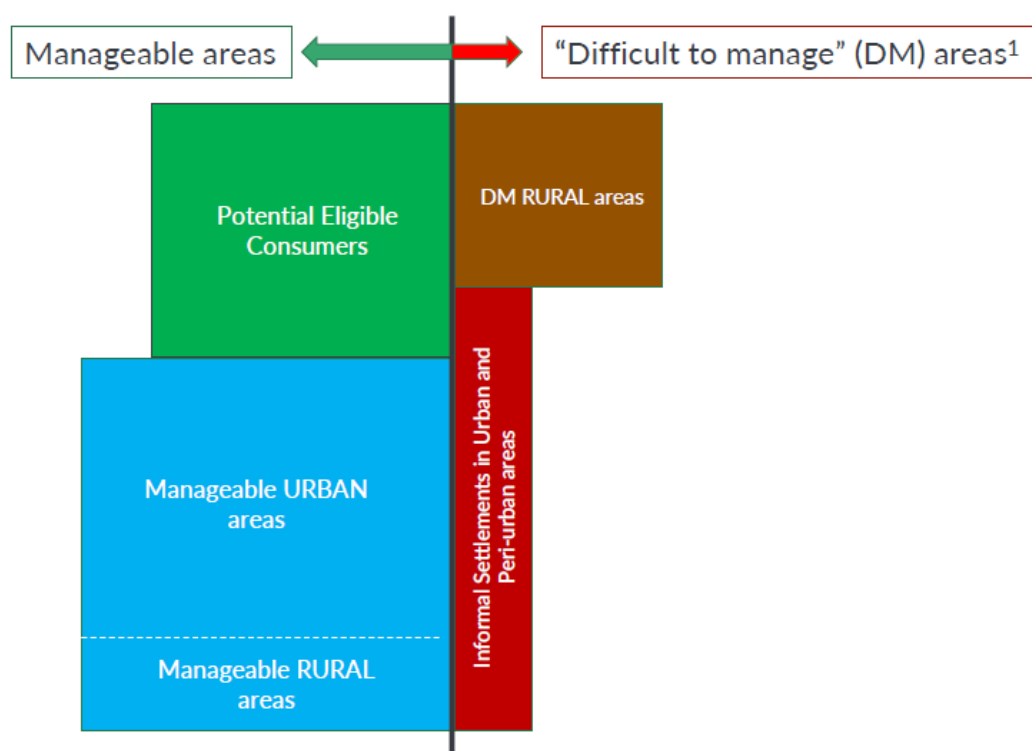 Manageable areas
“Difficult to manage” (DM) areas¹
Potential Eligible
Consumers
DM RURAL areas
Manageable URBAN
areas
Informal Settlements in Urban and
Peri-urban areas
Manageable RURAL
areas